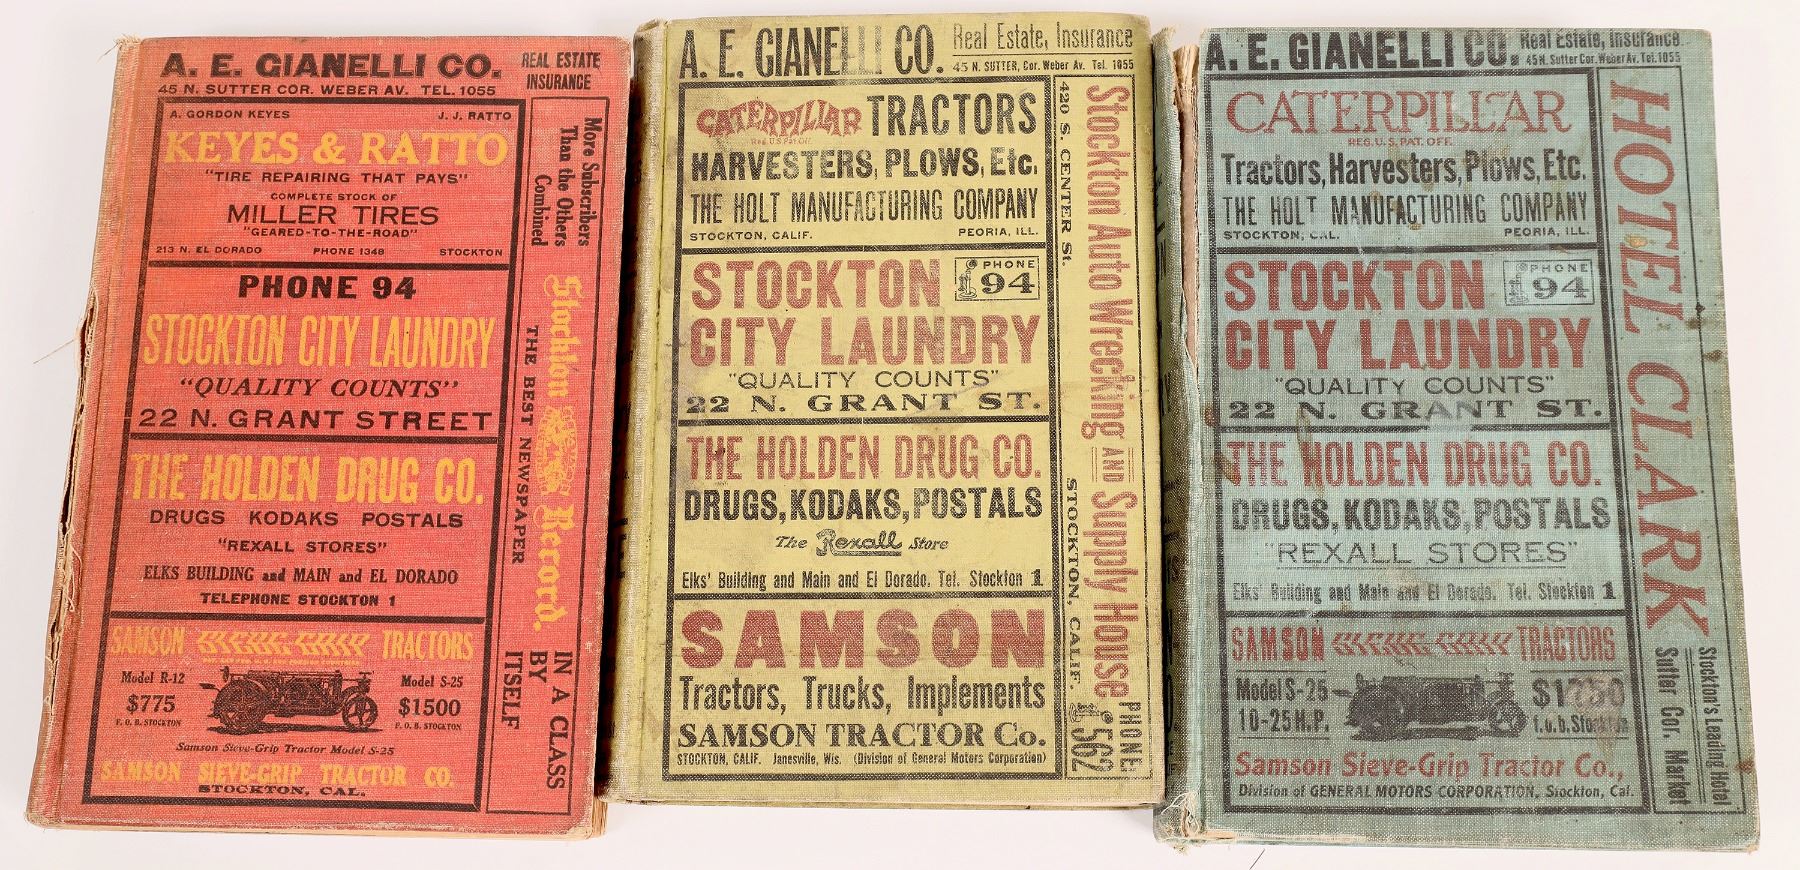 A. E. GIANELLI CO.
REAL ESTATE
INSURANCE
45 N. SUTTER COR. WEBER AV. TEL. 1055
A. GORDON KEYES J. J. RATTO
KEYES & RATTO
"TIRE REPAIRING THAT PAYS"
COMPLETE STOCK OF
MILLER TIRES
"GEARED-TO-THE-ROAD"
213 N. EL DORADO PHONE 1348 STOCKTON
PHONE 94
STOCKTON CITY LAUNDRY
"QUALITY COUNTS"
22 N. GRANT STREET
THE HOLDEN DRUG CO.
DRUGS KODAKS POSTALS
"REXALL STORES"
ELKS BUILDING and MAIN and EL DORADO
TELEPHONE STOCKTON 1
SAMSON SIEVE-GRIP TRACTORS
Model R-12
$775
F. O. B. STOCKTON
Model S-25
$1500
F. O. B. STOCKTON
Samson Sieve-Grip Tractor Model S-25
SAMSON SIEVE-GRIP TRACTOR CO.
STOCKTON, CAL.
More Subscribers
Than the Others
Combined
Stockton Record.
THE BEST NEWSPAPER
IN A CLASS
BY
ITSELF
A. E. GIANELLI CO. Real Estate, Insurance
45 N. SUTTER, Cor. Weber Av. Tel. 1055
CATERPILLAR TRACTORS
REG. U.S. PAT. OFF.
HARVESTERS, PLOWS, Etc.
THE HOLT MANUFACTURING COMPANY
STOCKTON, CALIF. PEORIA, ILL.
STOCKTON PHONE 94
CITY LAUNDRY
"QUALITY COUNTS"
22 N. GRANT ST.
THE HOLDEN DRUG CO.
DRUGS, KODAKS, POSTALS
The Rexall Store
Elks' Building and Main and El Dorado. Tel. Stockton 1
SAMSON
Tractors, Trucks, Implements
SAMSON TRACTOR Co.
STOCKTON, CALIF. Janesville, Wis. (Division of General Motors Corporation)
Stockton Auto Wrecking AND Supply House PHONE 562
420 S. CENTER St. STOCKTON, CALIF.
A. E. GIANELLI CO. Real Estate, Insurance
45 N. Sutter Cor. Weber Av. Tel. 1055
CATERPILLAR
REG. U. S. PAT. OFF.
Tractors, Harvesters, Plows, Etc.
THE HOLT MANUFACTURING COMPANY
STOCKTON, CAL. PEORIA, ILL.
STOCKTON PHONE 94
CITY LAUNDRY
"QUALITY COUNTS"
22 N. GRANT ST.
THE HOLDEN DRUG CO.
DRUGS, KODAKS, POSTALS
"REXALL STORES"
Elks' Building and Main and El Dorado. Tel. Stockton 1
SAMSON SIEVE-GRIP TRACTORS
Model S-25
10-25 H.P.
f.o.b. Stockton
Samson Sieve-Grip Tractor Co.,
Division of GENERAL MOTORS CORPORATION, Stockton, Cal.
HOTEL CLARK
Stockton's Leading Hotel
Sutter Cor. Market